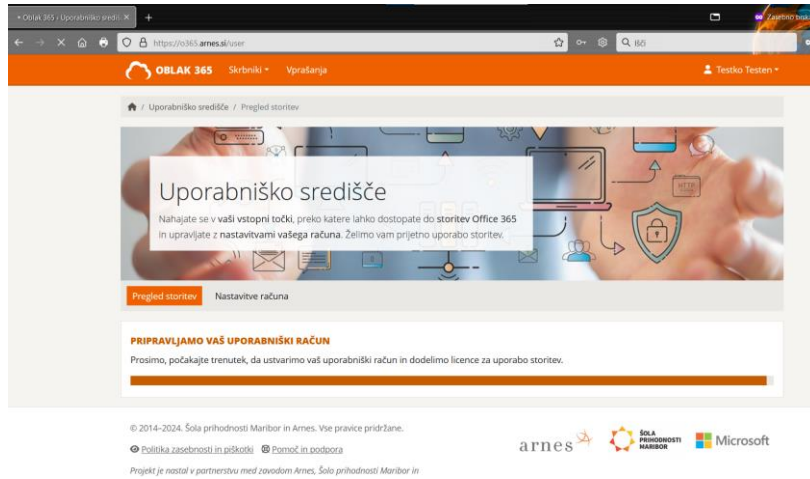 • Oblak 365 / Uporabniško središ
https://o365.arnes.si/user
Zasebno brsk
OBLAK 365 Skrbniki Vprašanja Testko Testen
/ Uporabniško središče / Pregled storitev
HTTP
Uporabniško središče
Nahajate se v vaši vstopni točki, preko katere lahko dostopate do storitev Office 365
in upravljate z nastavitvami vašega računa. Želimo vam prijetno uporabo storitev.
Pregled storitev Nastavitve računa
PRIPRAVLJAMO VAŠ UPORABNIŠKI RAČUN
Prosimo, počakajte trenutek, da ustvarimo vaš uporabniški račun in dodelimo licence za uporabo storitev.
© 2014–2024. Šola prihodnosti Maribor in Arnes. Vse pravice pridržane.
Politika zasebnosti in piškotki Pomoč in podpora
Projekt je nastal v partnerstvu med zavodom Arnes, Šolo prihodnosti Maribor in
arnes
ŠOLA
PRIHODNOSTI
MARIBOR
Microsoft